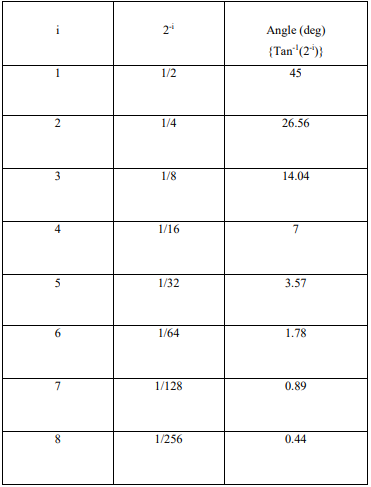 i 2⁻ⁱ Angle (deg)
{Tan⁻¹(2⁻ⁱ)}
1 1/2 45
2 1/4 26.56
3 1/8 14.04
4 1/16 7
5 1/32 3.57
6 1/64 1.78
7 1/128 0.89
8 1/256 0.44